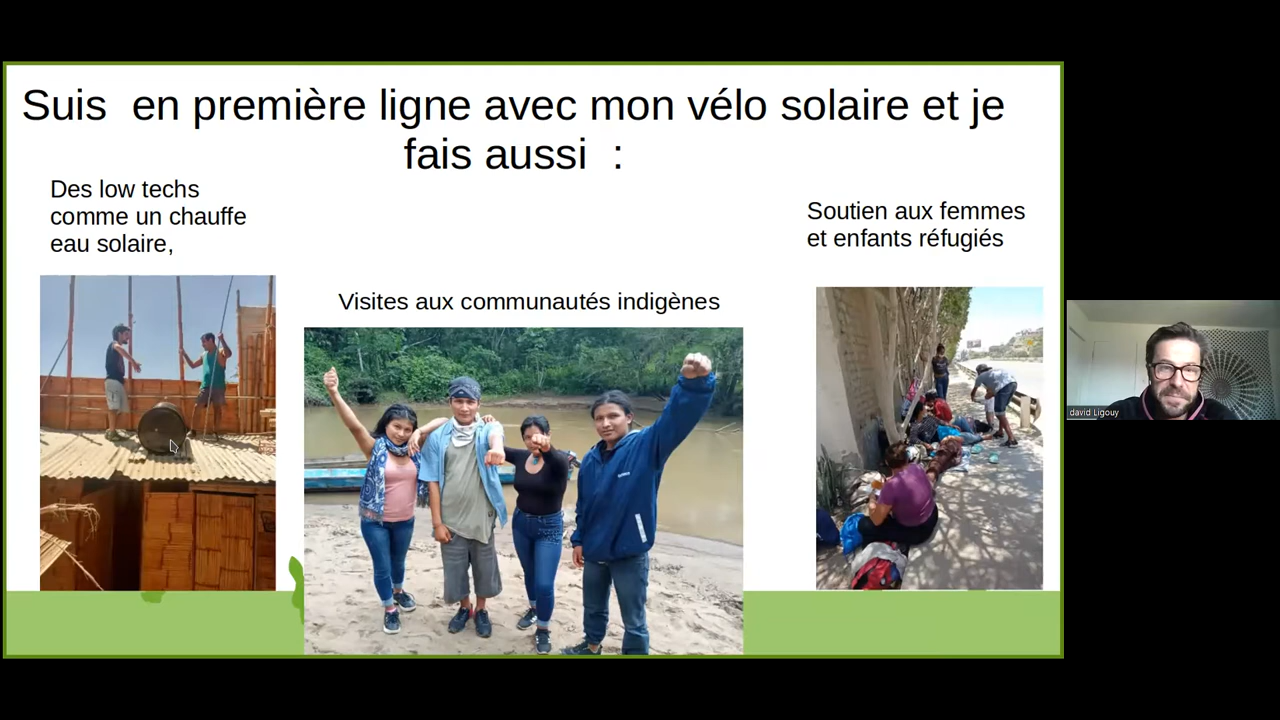 Suis  en première ligne avec mon vélo solaire et je
fais aussi  :
Des low techs
comme un chauffe
eau solaire,
Visites aux communautés indigènes
Soutien aux femmes
et enfants réfugiés
david Ligouy